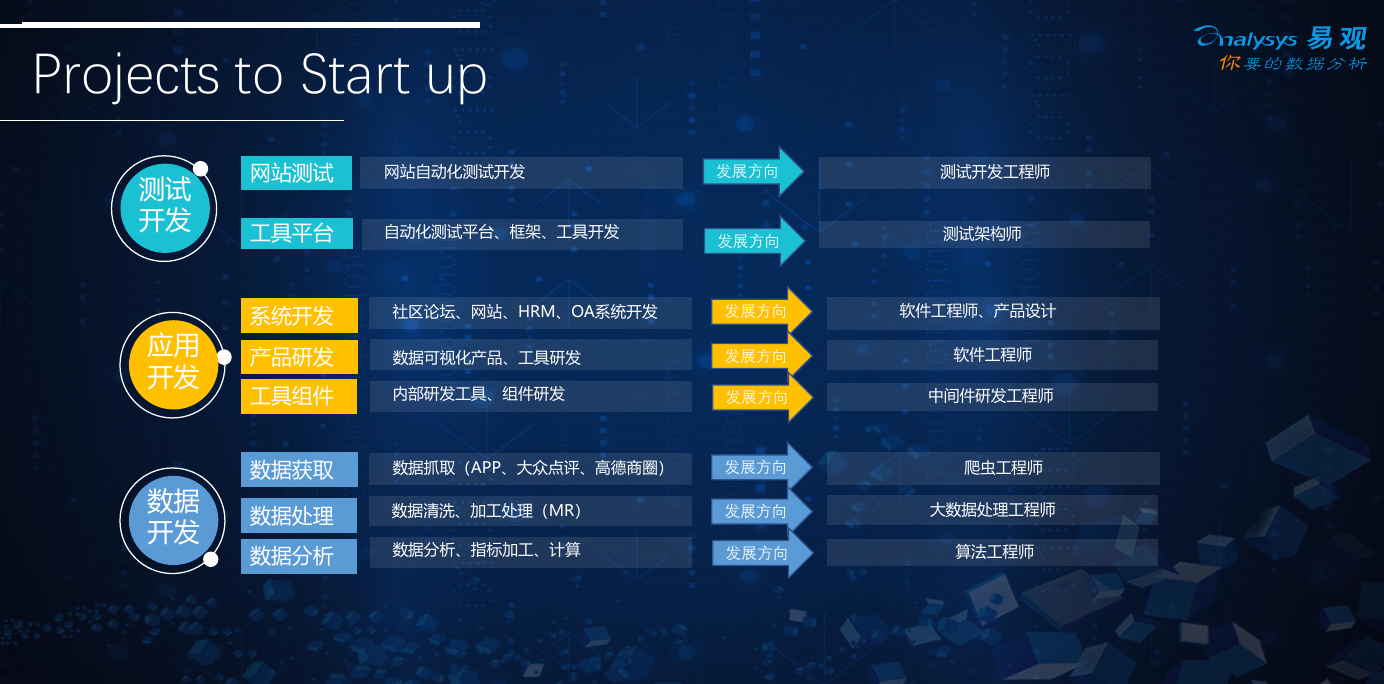 Projects to Start up
analysys 易观
你要的数据分析
测试
开发
网站测试 网站自动化测试开发 发展方向 测试开发工程师
工具平台 自动化测试平台、框架、工具开发 发展方向 测试架构师
应用
开发
系统开发 社区论坛、网站、HRM、OA系统开发 发展方向 软件工程师、产品设计
产品研发 数据可视化产品、工具研发 发展方向 软件工程师
工具组件 内部研发工具、组件研发 发展方向 中间件研发工程师
数据
开发
数据获取 数据抓取（APP、大众点评、高德商圈） 发展方向 爬虫工程师
数据处理 数据清洗、加工处理（MR） 发展方向 大数据处理工程师
数据分析 数据分析、指标加工、计算 发展方向 算法工程师